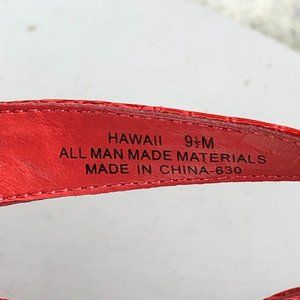 HAWAII 9½M
ALL MAN MADE MATERIALS
MADE IN CHINA-630